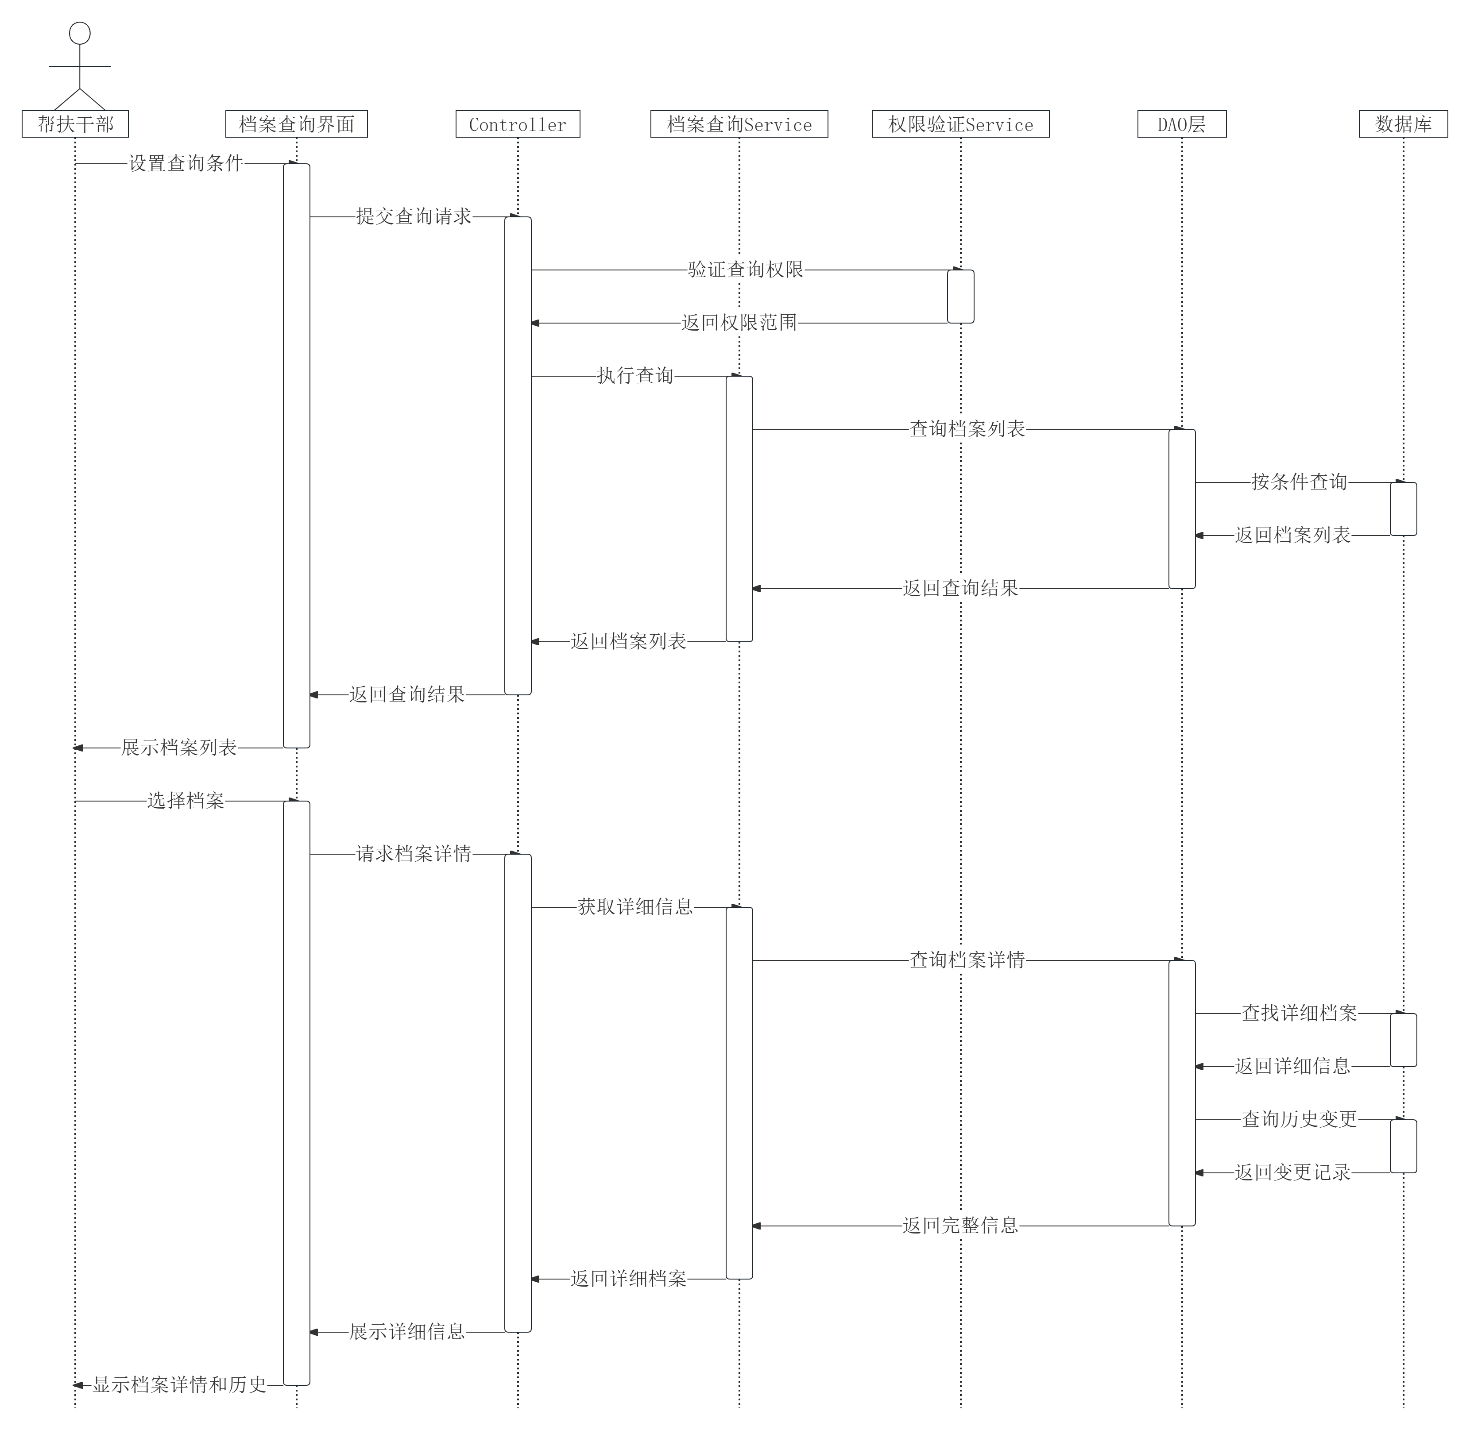 帮扶干部
档案查询界面
Controller
档案查询Service
权限验证Service
DAO层
数据库
设置查询条件
提交查询请求
验证查询权限
返回权限范围
执行查询
查询档案列表
按条件查询
返回档案列表
返回查询结果
返回档案列表
返回查询结果
展示档案列表
选择档案
请求档案详情
获取详细信息
查询档案详情
查找详细档案
返回详细信息
查询历史变更
返回变更记录
返回完整信息
返回详细档案
展示详细信息
显示档案详情和历史